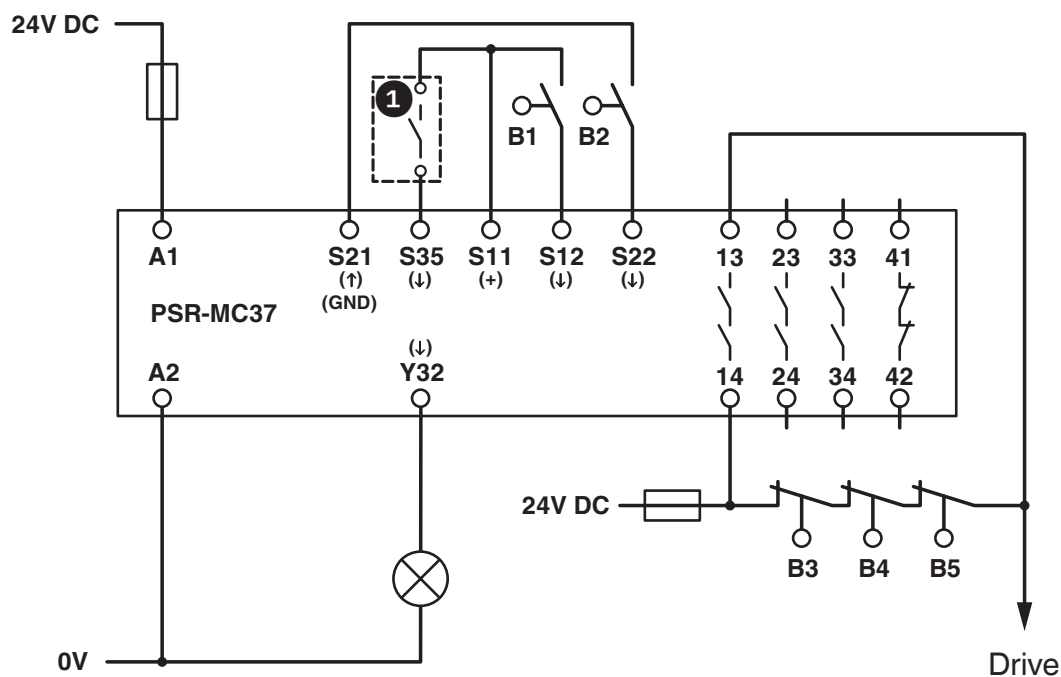 24V DC
1
B1
B2
A1
S21
S35
S11
S12
S22
13
23
33
41
(↑)
(↓)
(+)
(↓)
(↓)
(GND)
PSR-MC37
(↓)
A2
Y32
14
24
34
42
24V DC
B3
B4
B5
0V
Drive